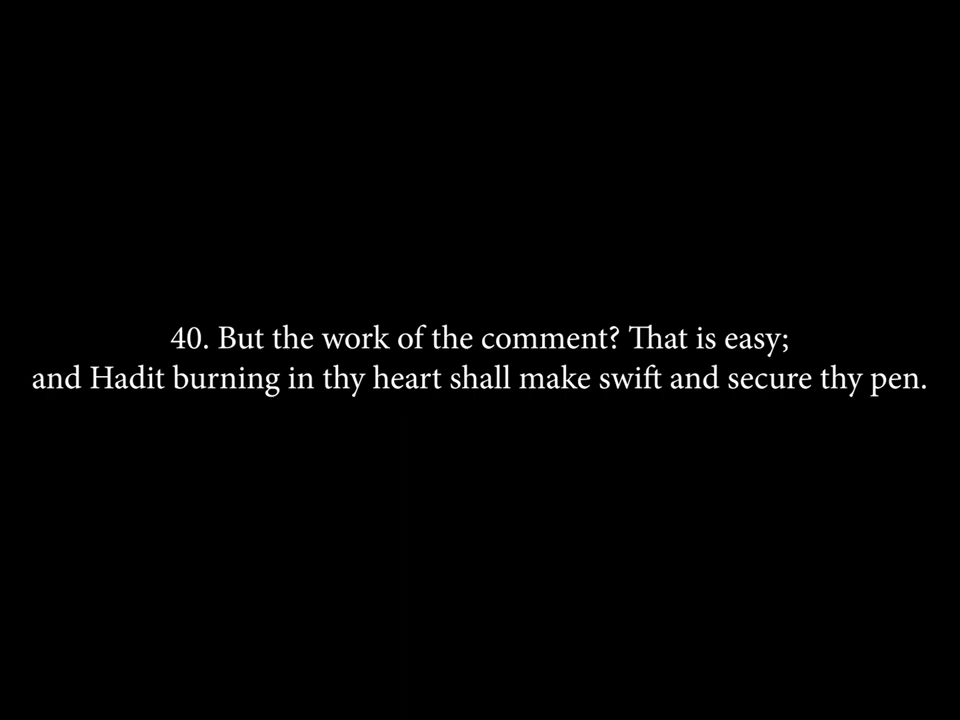 40. But the work of the comment? That is easy;
and Hadit burning in thy heart shall make swift and secure thy pen.